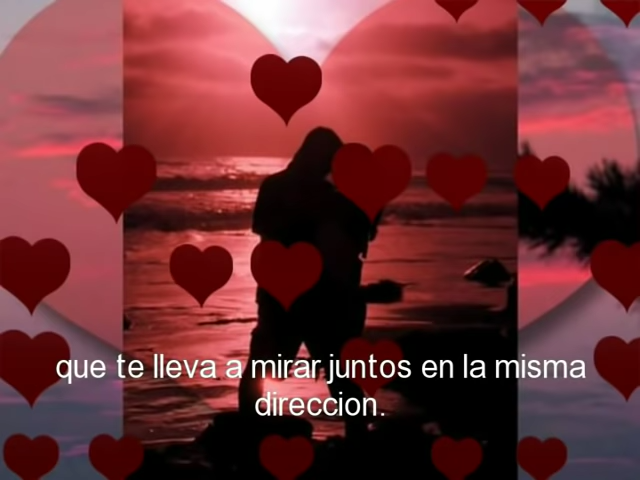 que te lleva a mirar juntos en la misma
direccion.